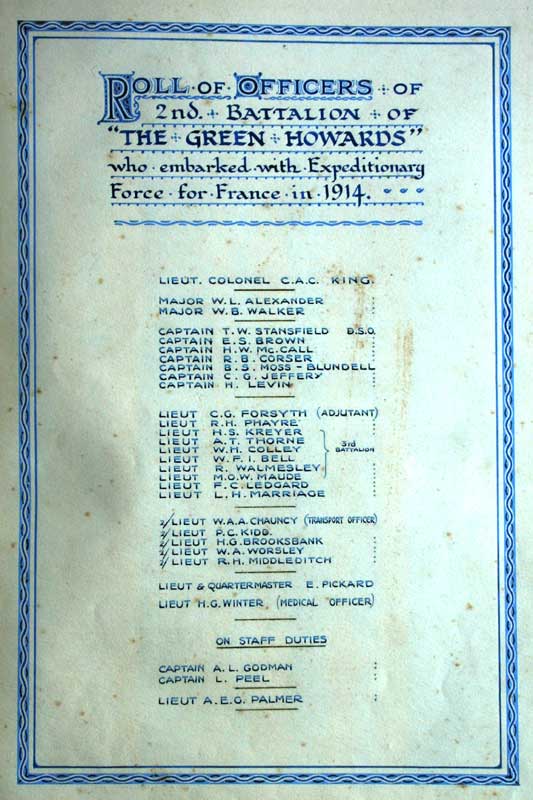 ROLL · OF · OFFICERS · OF
2nd. · BATTALION · OF
"THE · GREEN · HOWARDS"
who · embarked · with · Expeditionary
Force · for · France · in · 1914.
LIEUT. COLONEL C.A.C. KING.
MAJOR W.L. ALEXANDER
MAJOR W.B. WALKER
CAPTAIN T.W. STANSFIELD D.S.O.
CAPTAIN E.S. BROWN
CAPTAIN H.W. Mc. CALL
CAPTAIN R.B. CORSER
CAPTAIN B.S. MOSS - BLUNDELL
CAPTAIN C.G. JEFFERY
CAPTAIN H. LEVIN
LIEUT C.G. FORSYTH (ADJUTANT)
LIEUT R.H. PHAYRE
LIEUT H.S. KREYER
LIEUT A.T. THORNE
LIEUT W.H. COLLEY
3rd BATTALION
LIEUT W.F.I. BELL
LIEUT R. WALMESLEY
LIEUT M.G.W. MAUDE
LIEUT F.C. LEDGARD
LIEUT L.H. MARRIAGE
2/LIEUT W.A.A. CHAUNCY (TRANSPORT OFFICER)
2/LIEUT P.C. KIDD
2/LIEUT H.G. BROOKSBANK
2/LIEUT W.A. WORSLEY
2/LIEUT R.H. MIDDLEDITCH
LIEUT & QUARTERMASTER E. PICKARD
LIEUT H.G. WINTER (MEDICAL OFFICER)
ON STAFF DUTIES
CAPTAIN A.L. GODMAN
CAPTAIN L. PEEL
LIEUT A.E.G. PALMER